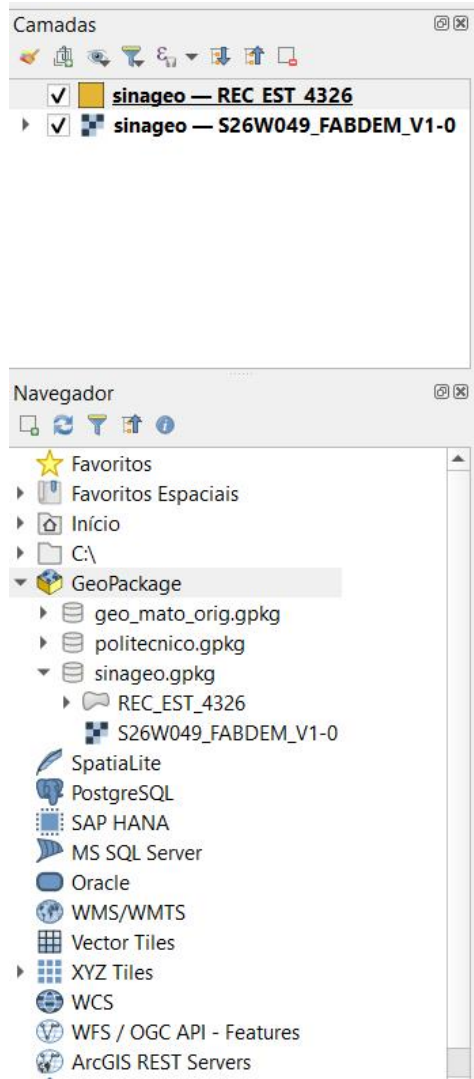 Camadas
sinageo — REC_EST_4326
sinageo — S26W049_FABDEM_V1-0
Navegador
Favoritos
Favoritos Espaciais
Início
C:\
GeoPackage
geo_mato_orig.gpkg
politecnico.gpkg
sinageo.gpkg
REC_EST_4326
S26W049_FABDEM_V1-0
SpatiaLite
PostgreSQL
SAP HANA
MS SQL Server
Oracle
WMS/WMTS
Vector Tiles
XYZ Tiles
WCS
WFS / OGC API - Features
ArcGIS REST Servers